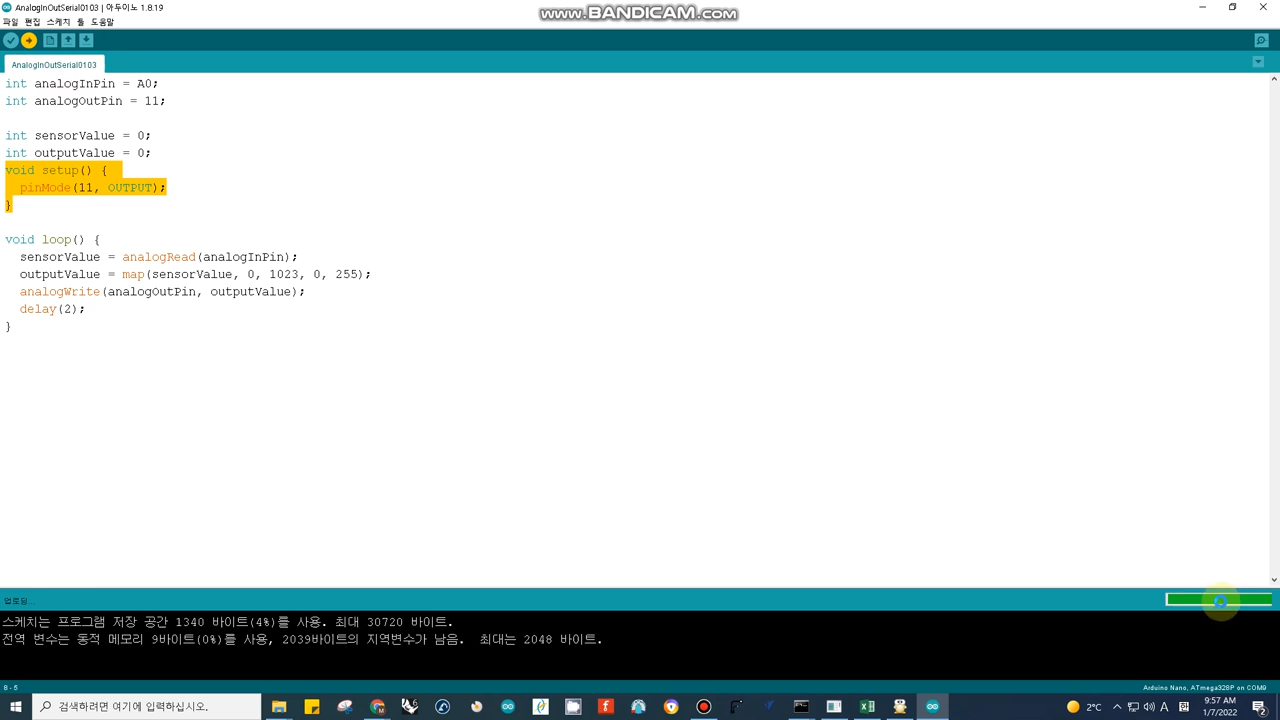 AnalogInOutSerial0103 | 아두이노 1.8.19
www.BANDICAM.com
파일 편집 스케치 툴 도움말
AnalogInOutSerial0103
int analogInPin = A0;
int analogOutPin = 11;
int sensorValue = 0;
int outputValue = 0;
void setup() {
pinMode(11, OUTPUT);
}
void loop() {
sensorValue = analogRead(analogInPin);
outputValue = map(sensorValue, 0, 1023, 0, 255);
analogWrite(analogOutPin, outputValue);
delay(2);
}
업로딩...
스케치는 프로그램 저장 공간 1340 바이트(4%)를 사용. 최대 30720 바이트.
전역 변수는 동적 메모리 9바이트(0%)를 사용, 2039바이트의 지역변수가 남음.  최대는 2048 바이트.
8 - 5
Arduino Nano, ATmega328P on COM9
검색하려면 여기에 입력하십시오.
2°C
A
9:57 AM
1/7/2022
2